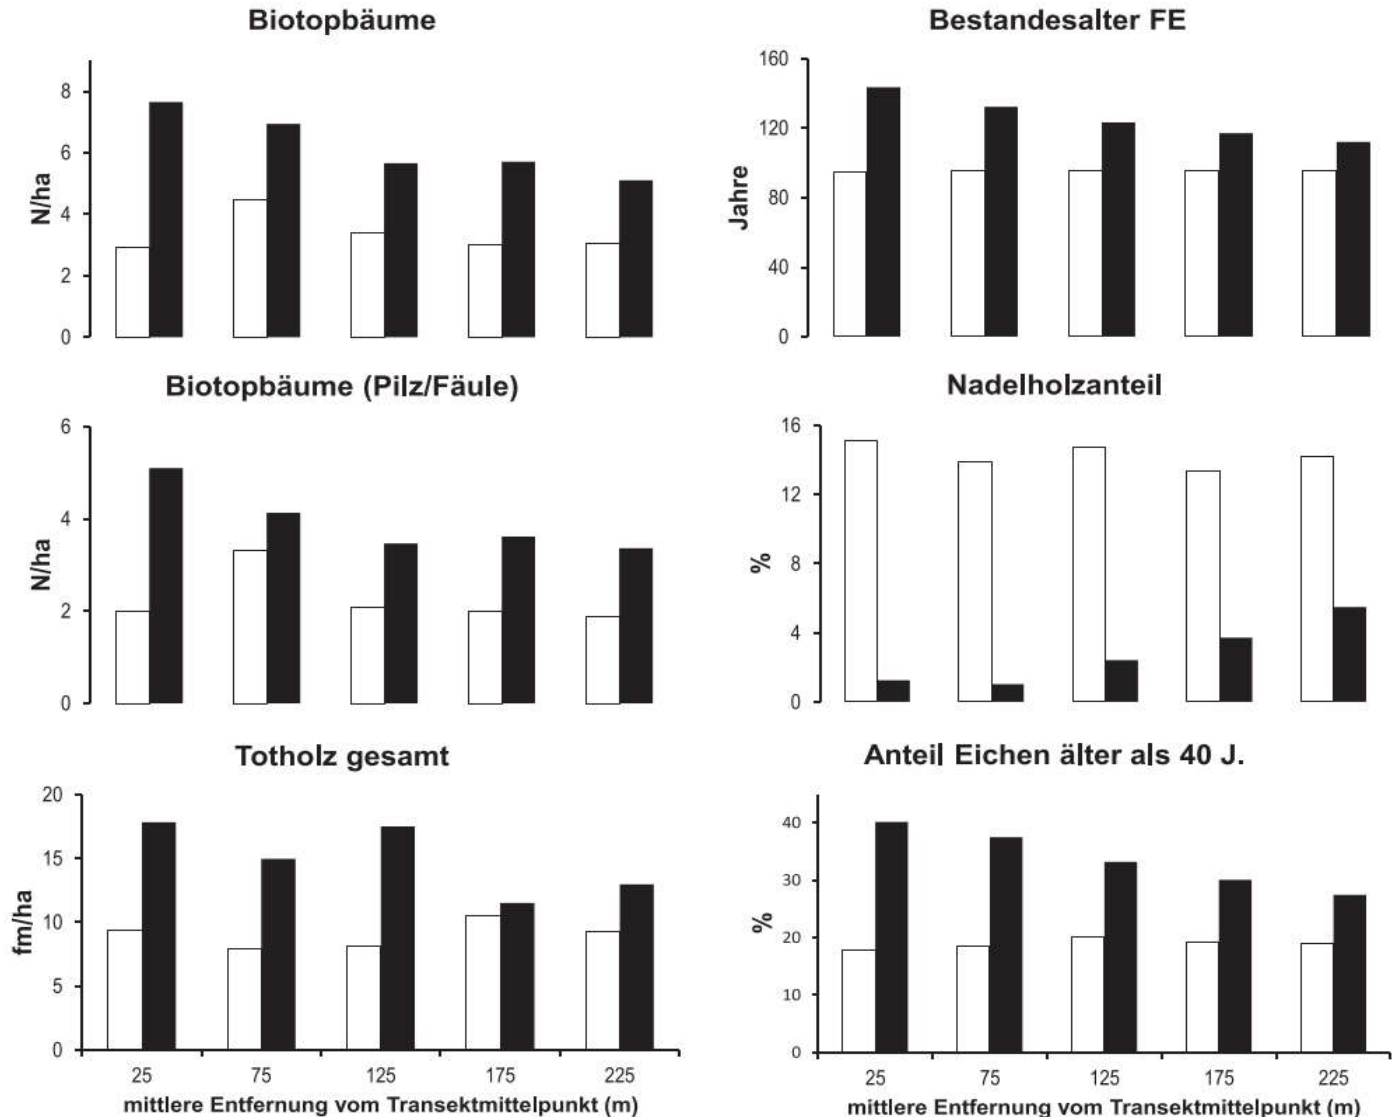 Biotopbäume
N/ha
8
6
4
2
0
Bestandesalter FE
Jahre
160
120
80
40
0
Biotopbäume (Pilz/Fäule)
N/ha
6
4
2
0
Nadelholzanteil
%
16
12
8
4
0
Totholz gesamt
fm/ha
20
15
10
5
0
25 75 125 175 225
mittlere Entfernung vom Transektmittelpunkt (m)
Anteil Eichen älter als 40 J.
%
40
30
20
10
0
25 75 125 175 225
mittlere Entfernung vom Transektmittelpunkt (m)